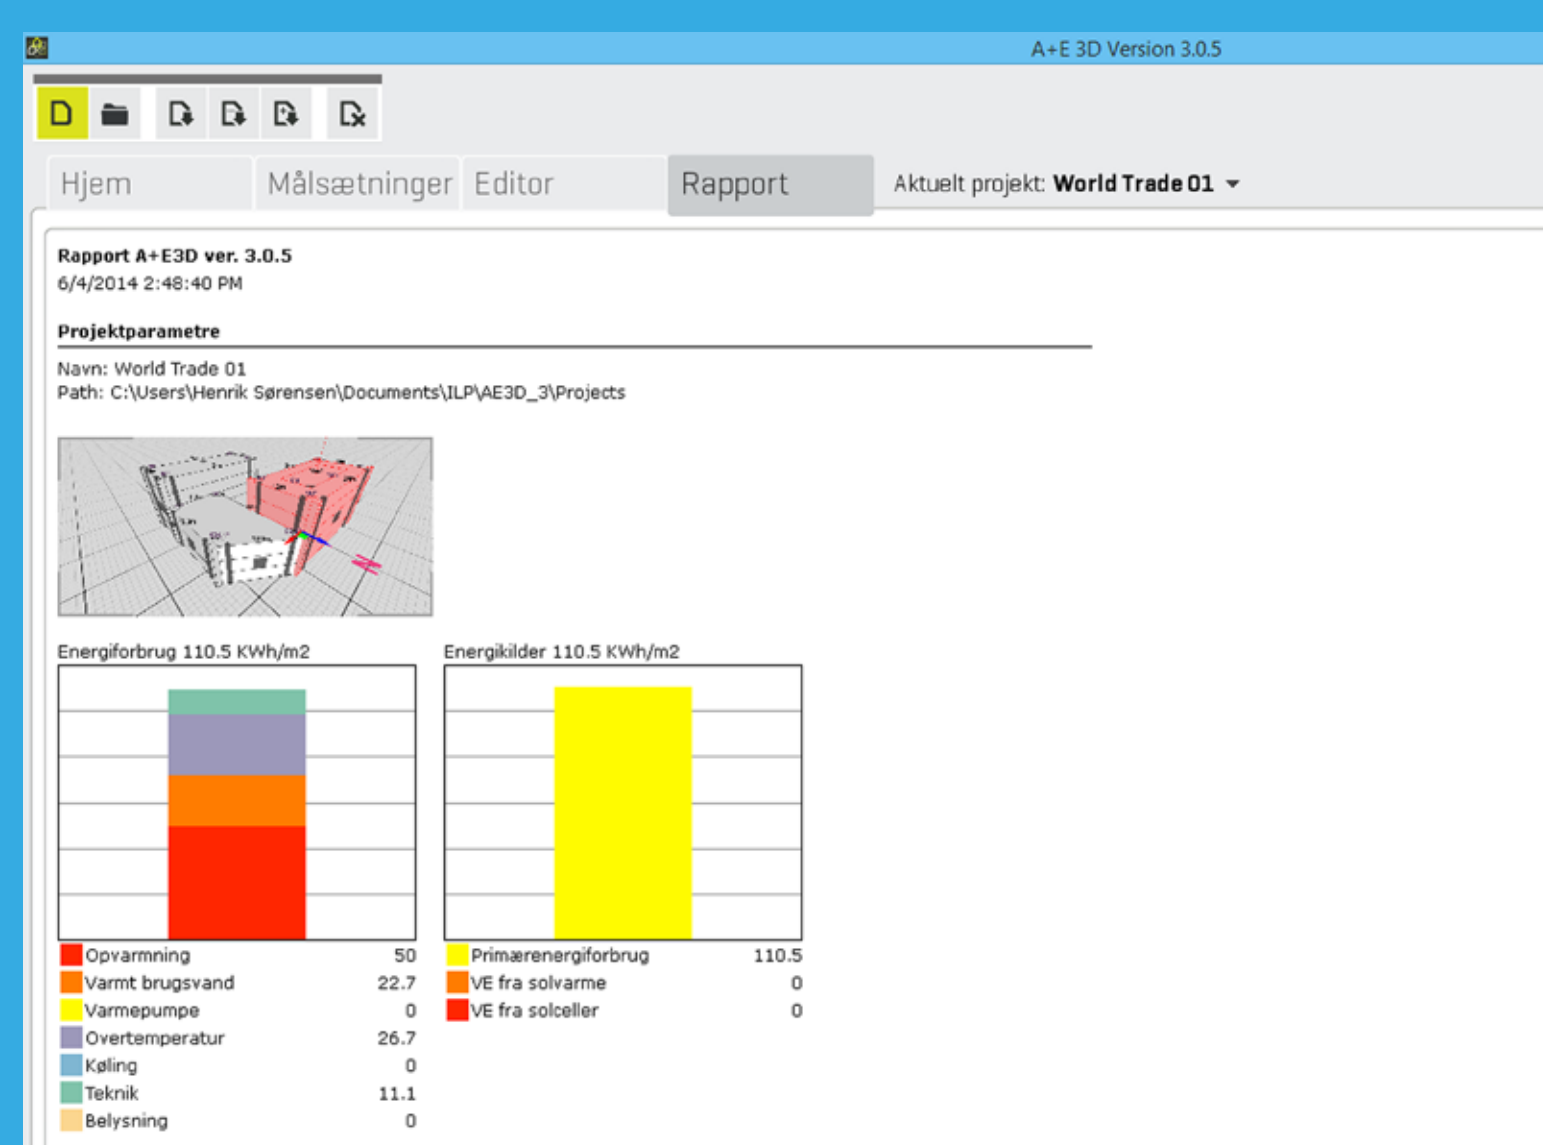 A+E 3D Version 3.0.5
Hjem Målsætninger Editor Rapport Aktuelt projekt: World Trade 01
Rapport A+E3D ver. 3.0.5
6/4/2014 2:48:40 PM
Projektparametre
Navn: World Trade 01
Path: C:\Users\Henrik Sørensen\Documents\ILP\AE3D_3\Projects
N
Energiforbrug 110.5 KWh/m2
Opvarmning 50
Varmt brugsvand 22.7
Varmepumpe 0
Overtemperatur 26.7
Køling 0
Teknik 11.1
Belysning 0
Energikilder 110.5 KWh/m2
Primærenergiforbrug 110.5
VE fra solvarme 0
VE fra solceller 0